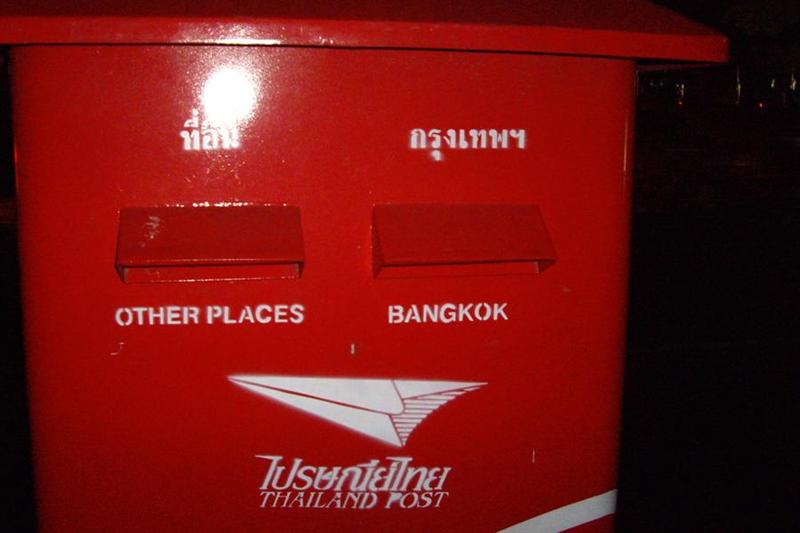 ที่อื่น
กรุงเทพฯ
OTHER PLACES
BANGKOK
ไปรษณีย์ไทย
THAILAND POST